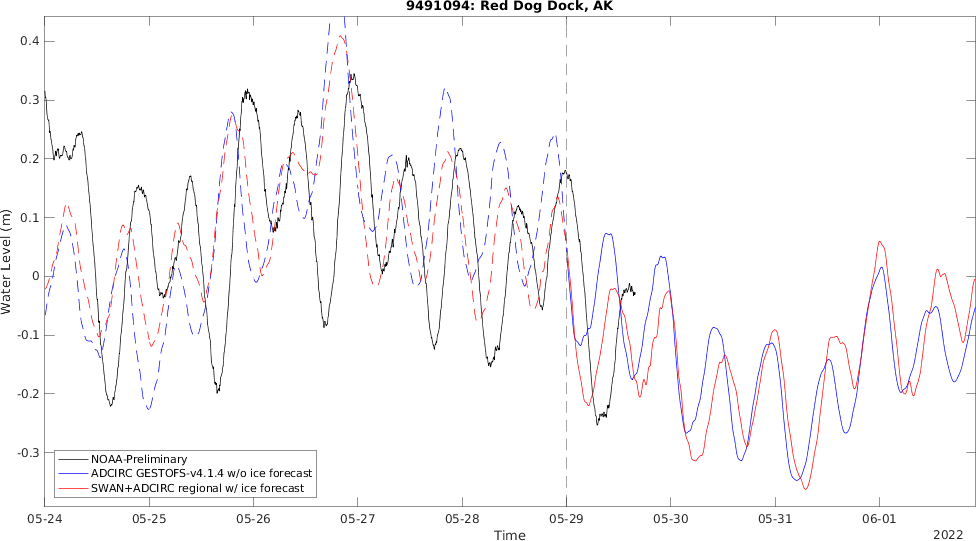 9491094: Red Dog Dock, AK
0.4
0.3
0.2
0.1
0
-0.1
-0.2
-0.3
Water Level (m)
NOAA-Preliminary
ADCIRC GESTOFS-v4.1.4 w/o ice forecast
SWAN+ADCIRC regional w/ ice forecast
05-24 05-25 05-26 05-27 05-28 05-29 05-30 05-31 06-01
Time
2022